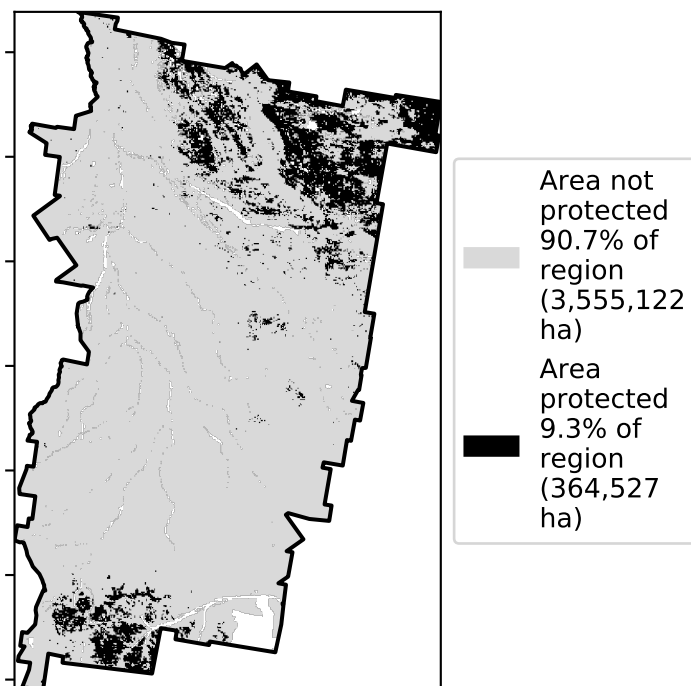 Area not
protected
90.7% of
region
(3,555,122
ha)
Area
protected
9.3% of
region
(364,527
ha)